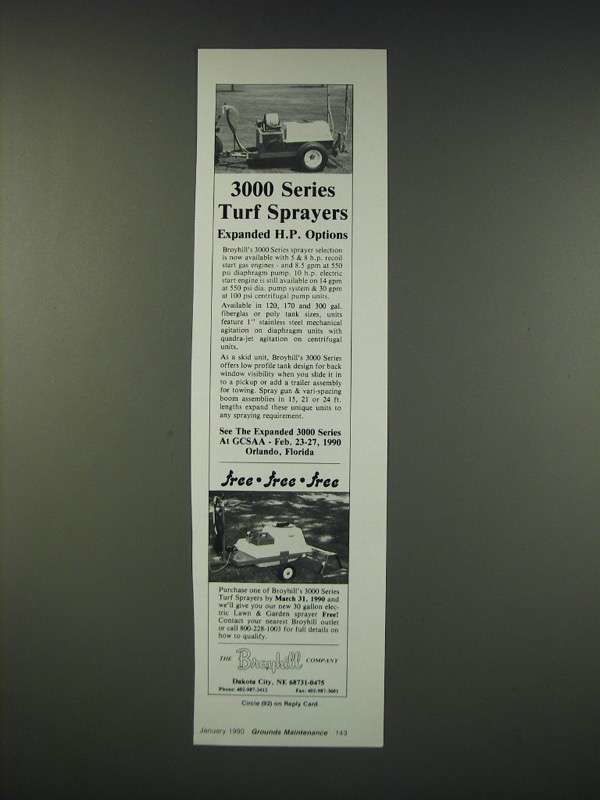 3000 Series
Turf Sprayers
Expanded H.P. Options
Broyhill's 3000 Series sprayer selection
is now available with 5 & 8 h.p. recoil
start gas engines - and 8.5 gpm at 550
psi diaphragm pump. 10 h.p. electric
start engine is still available on 14 gpm
at 550 psi dia. pump system & 30 gpm
at 100 psi centrifugal pump units.
Available in 120, 170 and 300 gal.
fiberglas or poly tank sizes, units
feature 1" stainless steel mechanical
agitation on diaphragm units with
quadra-jet agitation on centrifugal
units.
As a skid unit, Broyhill's 3000 Series
offers low profile tank design for back
window visibility when you slide it in
to a pickup or add a trailer assembly
for towing. Spray gun & vari-spacing
boom assemblies in 15, 21 or 24 ft.
lengths expand these unique units to
any spraying requirement.
See The Expanded 3000 Series
At GCSAA - Feb. 23-27, 1990
Orlando, Florida
free • free • free
Purchase one of Broyhill's 3000 Series
Turf Sprayers by March 31, 1990 and
we'll give you our new 30 gallon elec-
tric Lawn & Garden sprayer Free!
Contact your nearest Broyhill outlet
or call 800-228-1003 for full details on
how to qualify.
THE Broyhill COMPANY
Dakota City, NE 68731-0475
Phone: 402-987-3412 Fax: 402-987-3601
Circle (92) on Reply Card
January 1990 Grounds Maintenance 143